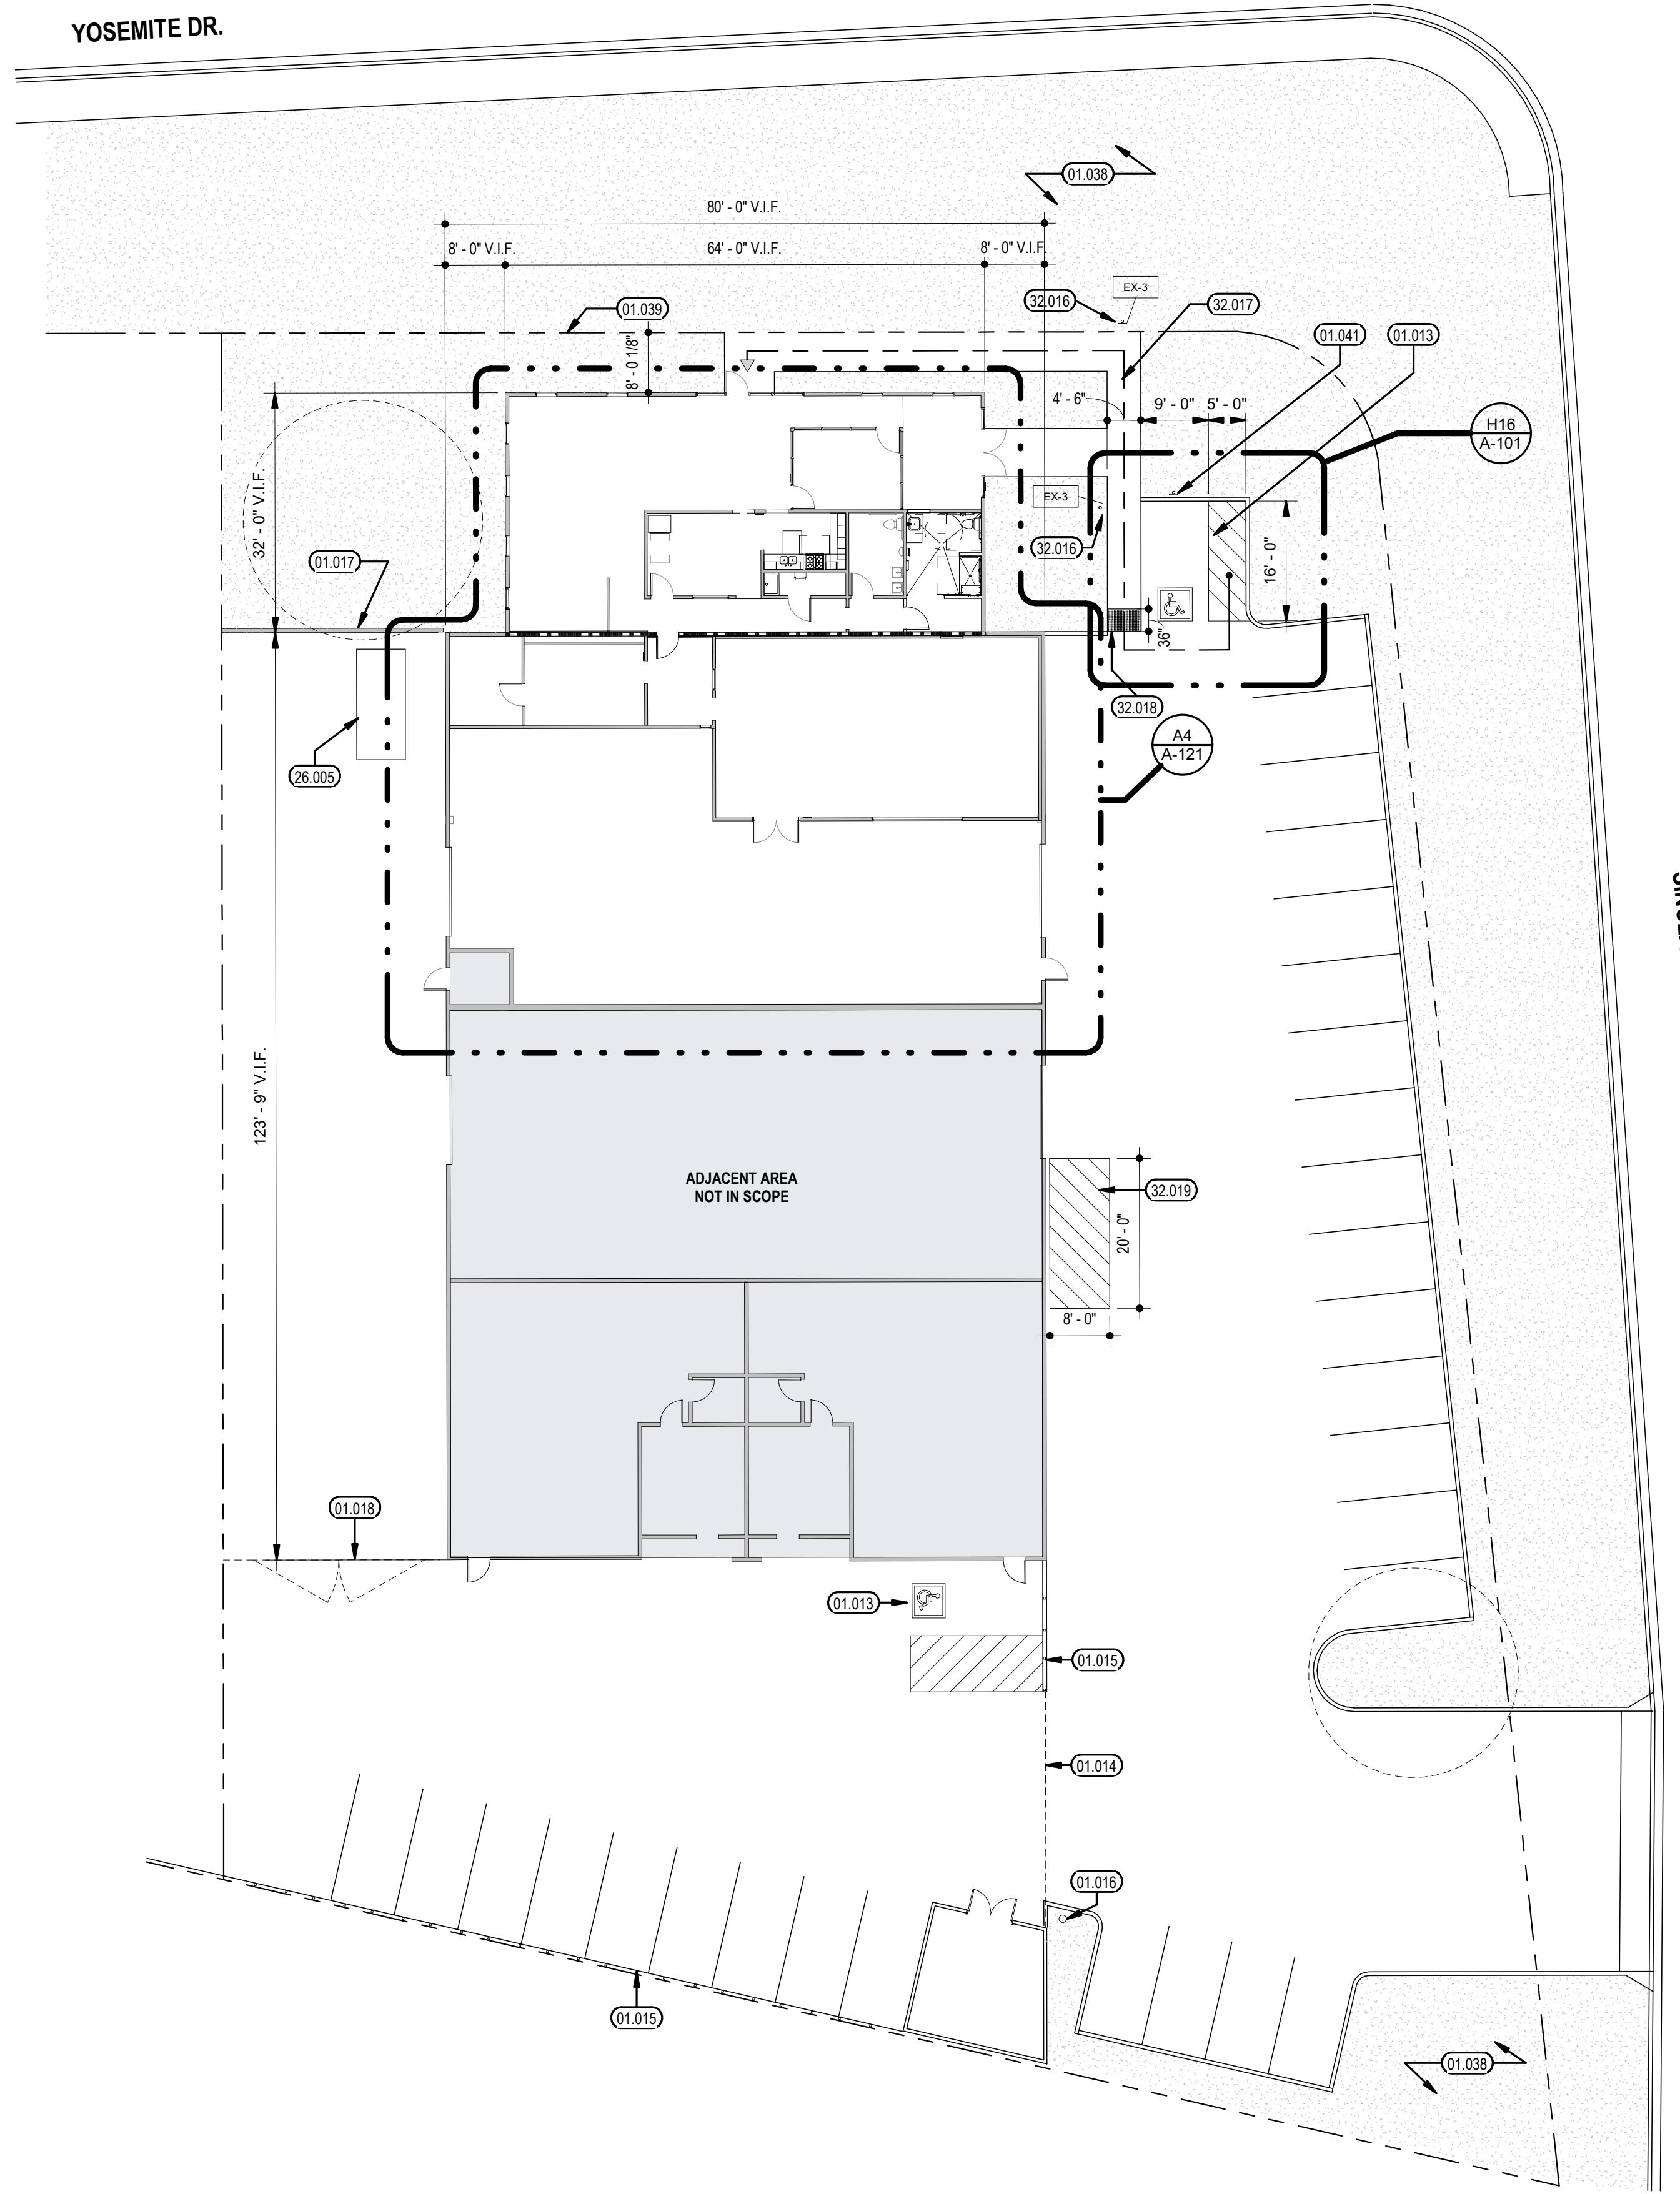 YOSEMITE DR.
01.038
80' - 0" V.I.F.
8' - 0" V.I.F.
64' - 0" V.I.F.
8' - 0" V.I.F.
EX-3
32.016
32.017
01.039
01.041
01.013
8' - 0 1/8"
4' - 6"
9' - 0"
5' - 0"
H16
A-101
32' - 0" V.I.F.
EX-3
32.016
16' - 0"
01.017
36"
32.018
A4
A-121
26.005
123' - 9" V.I.F.
ADJACENT AREA
NOT IN SCOPE
32.019
20' - 0"
8' - 0"
01.018
01.013
01.015
01.014
01.016
01.015
01.038